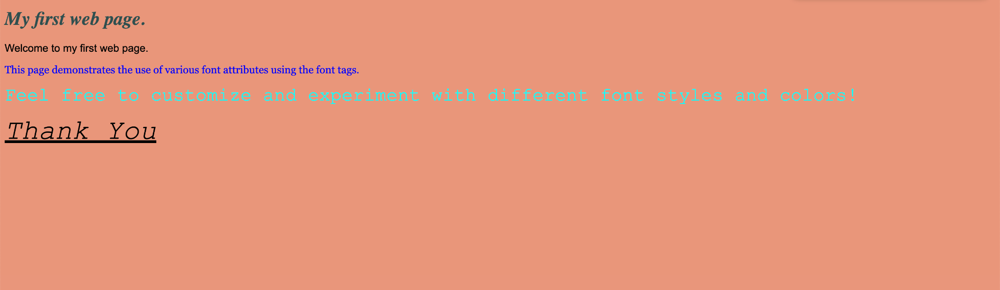 My first web page.
Welcome to my first web page.
This page demonstrates the use of various font attributes using the font tags.
Feel free to customize and experiment with different font styles and colors!
Thank You